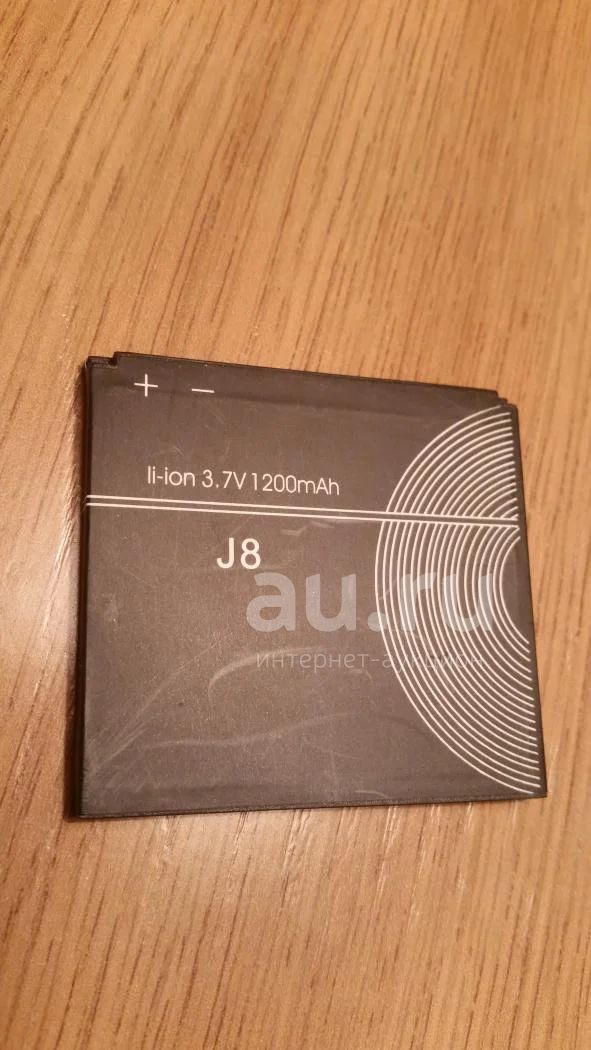 + −
li-ion 3.7V 1200mAh
J8
au.ru
интернет-аукцион